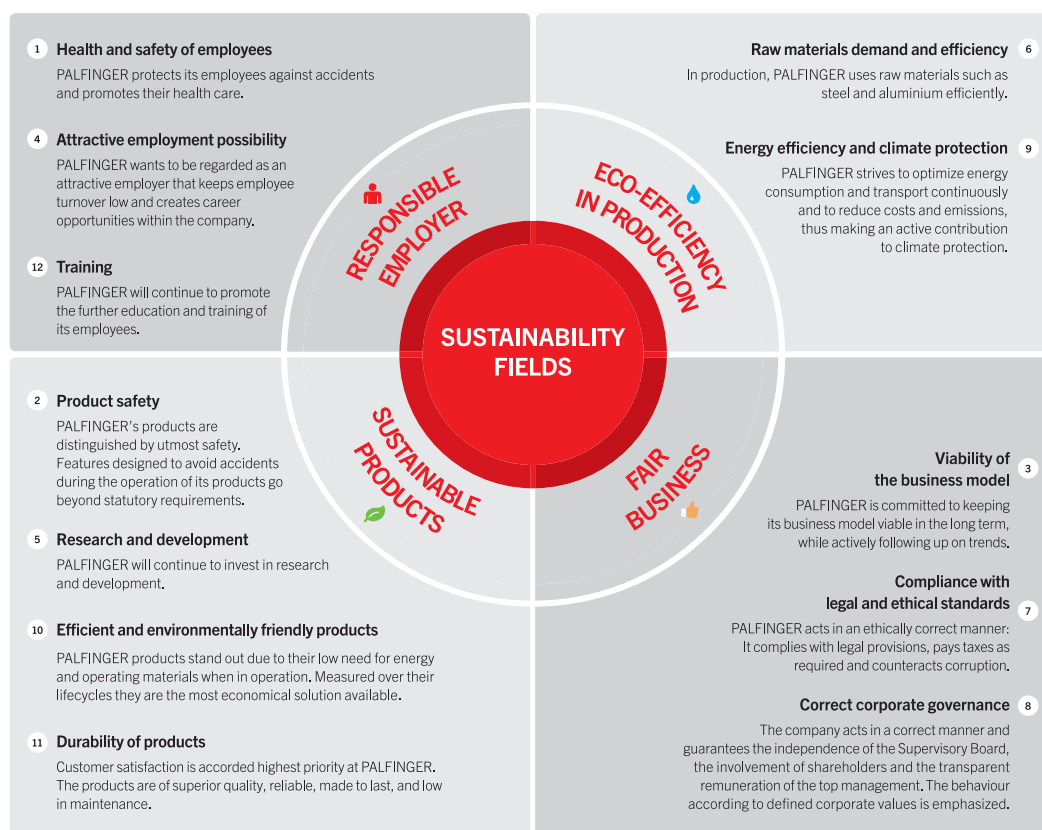 1 Health and safety of employees
PALFINGER protects its employees against accidents
and promotes their health care.
4 Attractive employment possibility
PALFINGER wants to be regarded as an
attractive employer that keeps employee
turnover low and creates career
opportunities within the company.
12 Training
PALFINGER will continue to promote
the further education and training of
its employees.
RESPONSIBLE
EMPLOYER
Raw materials demand and efficiency 6
In production, PALFINGER uses raw materials such as
steel and aluminium efficiently.
Energy efficiency and climate protection 9
PALFINGER strives to optimize energy
consumption and transport continuously
and to reduce costs and emissions,
thus making an active contribution
to climate protection.
ECO-EFFICIENCY
IN PRODUCTION
SUSTAINABILITY
FIELDS
2 Product safety
PALFINGER's products are
distinguished by utmost safety.
Features designed to avoid accidents
during the operation of its products go
beyond statutory requirements.
5 Research and development
PALFINGER will continue to invest in research
and development.
10 Efficient and environmentally friendly products
PALFINGER products stand out due to their low need for energy
and operating materials when in operation. Measured over their
lifecycles they are the most economical solution available.
11 Durability of products
Customer satisfaction is accorded highest priority at PALFINGER.
The products are of superior quality, reliable, made to last, and low
in maintenance.
SUSTAINABLE
PRODUCTS
FAIR
BUSINESS
Viability of
the business model
3
PALFINGER is committed to keeping
its business model viable in the long term,
while actively following up on trends.
Compliance with
legal and ethical standards
7
PALFINGER acts in an ethically correct manner:
It complies with legal provisions, pays taxes as
required and counteracts corruption.
Correct corporate governance 8
The company acts in a correct manner and
guarantees the independence of the Supervisory Board,
the involvement of shareholders and the transparent
remuneration of the top management. The behaviour
according to defined corporate values is emphasized.